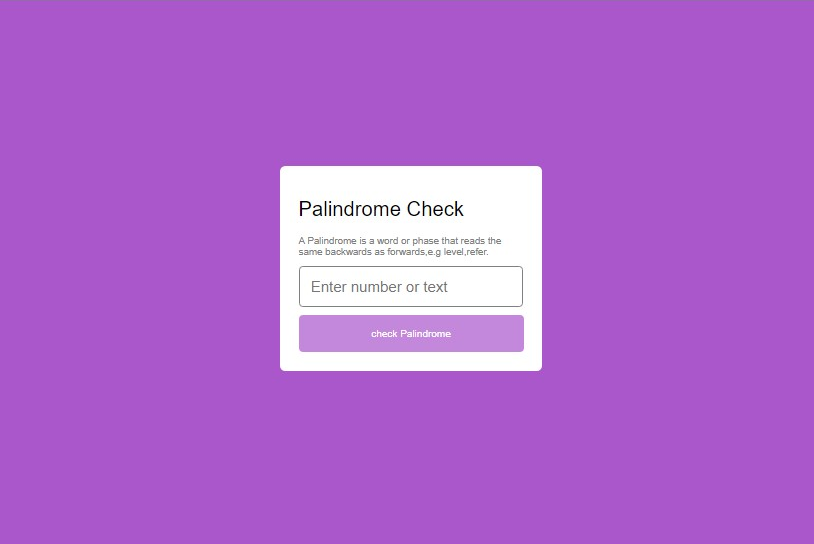 Palindrome Check
A Palindrome is a word or phase that reads the
same backwards as forwards,e.g level,refer.
Enter number or text
check Palindrome